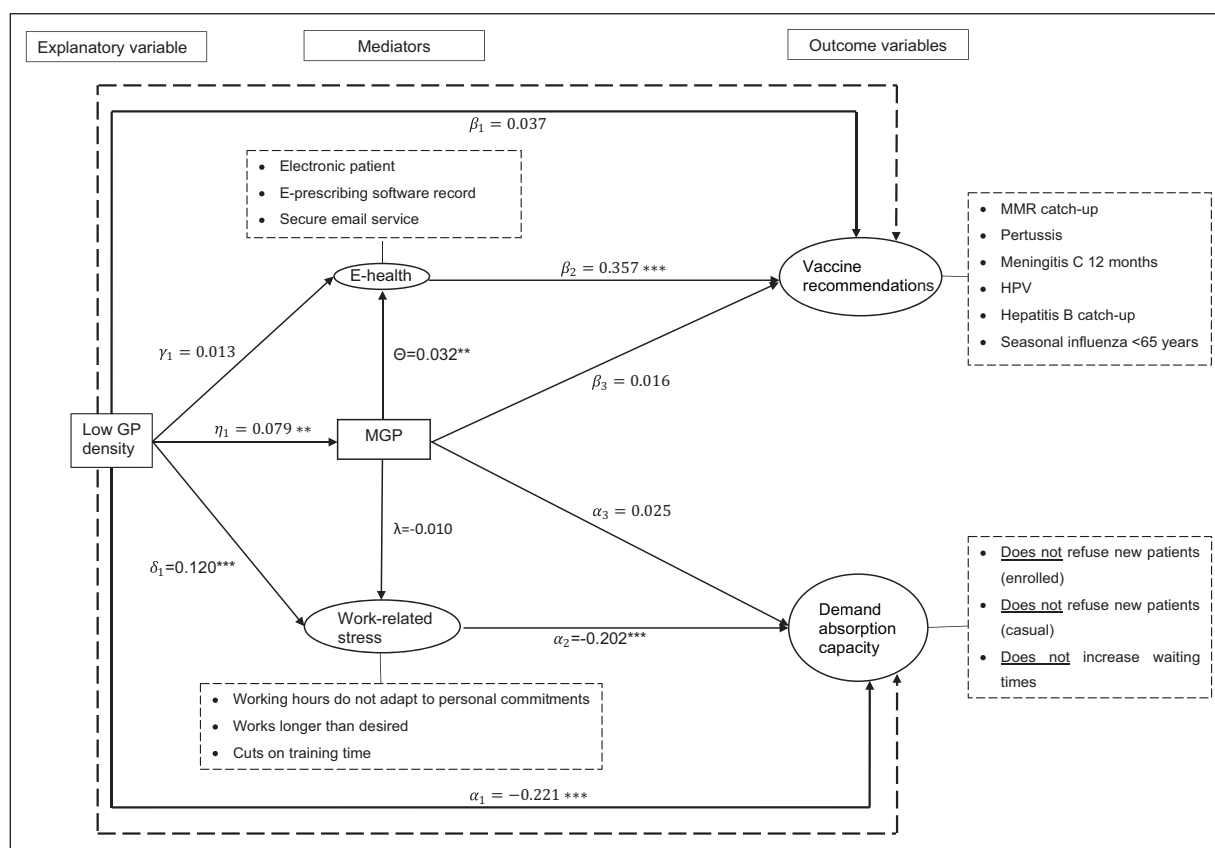 Explanatory variable
Mediators
Outcome variables
β₁ = 0.037
• Electronic patient
• E-prescribing software record
• Secure email service
• MMR catch-up
• Pertussis
• Meningitis C 12 months
• HPV
• Hepatitis B catch-up
• Seasonal influenza <65 years
E-health
β₂ = 0.357 ***
Vaccine
recommendations
γ₁ = 0.013
Θ=0.032**
β₃ = 0.016
Low GP
density
η₁ = 0.079 **
MGP
α₃ = 0.025
λ=-0.010
δ₁=0.120***
Work-related
stress
α₂=-0.202***
Demand
absorption
capacity
• Does not refuse new patients
(enrolled)
• Does not refuse new patients
(casual)
• Does not increase waiting
times
• Working hours do not adapt to personal commitments
• Works longer than desired
• Cuts on training time
α₁ = −0.221 ***